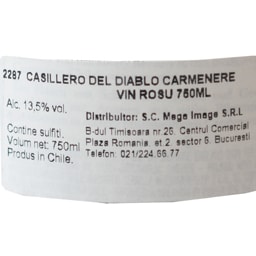 2287 CASILLERO DEL DIABLO CARMENERE
VIN ROSU 750ML
Alc. 13,5% vol.
Contine sulfiti.
Volum net: 750ml
Produs in Chile.
Distribuitor: S.C. Mega Image S.R.L
B-dul Timisoara nr.26. Centrul Comercial
Plaza Romania. et.2. sector 6. Bucuresti
Telefon: 021/224.66.77